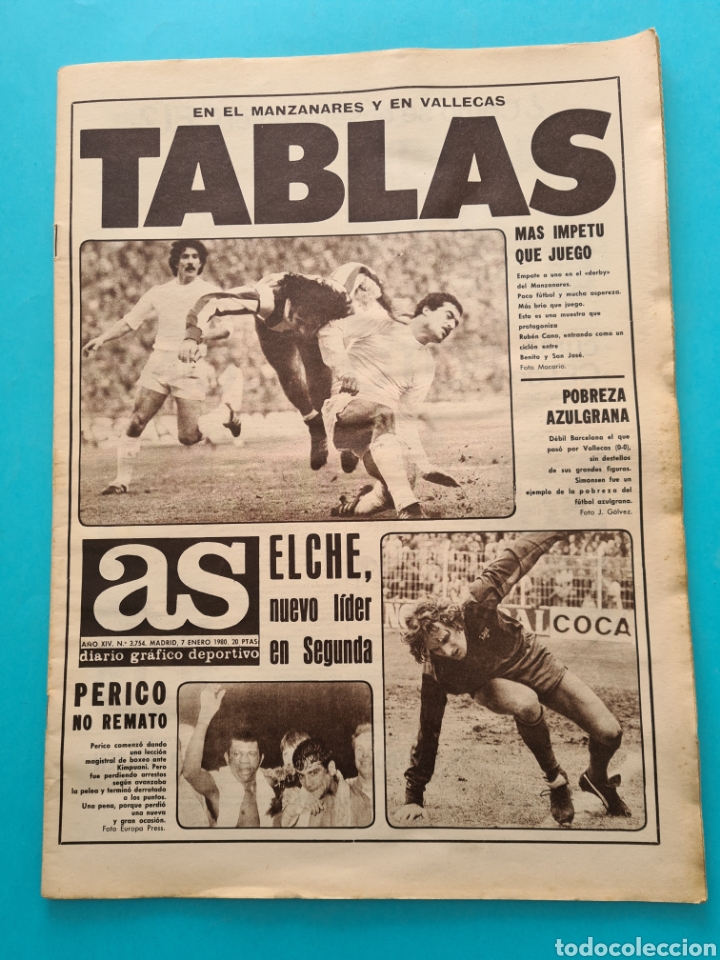 EN EL MANZANARES Y EN VALLECAS
TABLAS
MAS IMPETU
QUE JUEGO
Empate a uno en el «derby»
del Manzanares.
Poco fútbol y mucha aspereza.
Más brío que juego.
Esta es una muestra que
protagoniza
Rubén Cano, entrando como un
ciclón entre
Benito y San José.
Foto Macario.
POBREZA
AZULGRANA
Débil Barcelona el que
pasó por Vallecas (0-0),
sin destellos
de sus grandes figuras.
Simonsen fue un
ejemplo de la pobreza del
fútbol azulgrana.
Foto J. Gálvez.
as
AÑO XIV. N.º 3.754. MADRID, 7 ENERO 1980. 20 PTAS
diario gráfico deportivo
ELCHE,
nuevo líder
en Segunda
COCA
PERICO
NO REMATO
Perico comenzó dando
una lección
magistral de boxeo ante
Kimpuani. Pero
fue perdiendo arrestos
según avanzaba
la pelea y terminó derrotado
a los puntos.
Una pena, porque perdió
una nueva
y gran ocasión.
Foto Europa Press.
todocoleccion